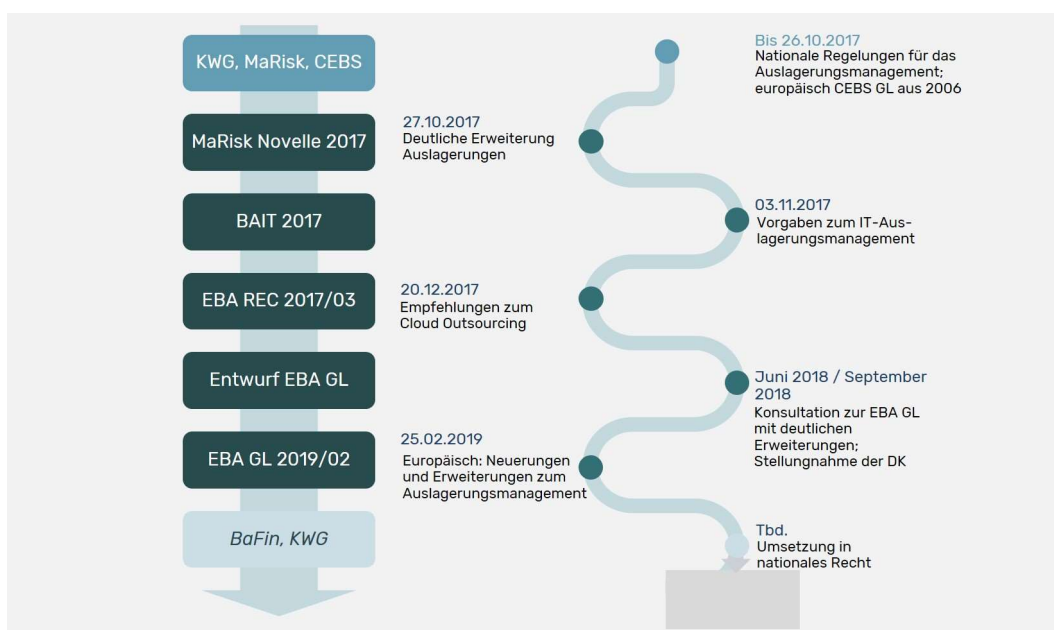 KWG, MaRisk, CEBS
Bis 26.10.2017
Nationale Regelungen für das
Auslagerungsmanagement;
europäisch CEBS GL aus 2006
MaRisk Novelle 2017
27.10.2017
Deutliche Erweiterung
Auslagerungen
BAIT 2017
03.11.2017
Vorgaben zum IT-Aus-
lagerungsmanagement
EBA REC 2017/03
20.12.2017
Empfehlungen zum
Cloud Outsourcing
Entwurf EBA GL
Juni 2018 / September
2018
Konsultation zur EBA GL
mit deutlichen
Erweiterungen;
Stellungnahme der DK
EBA GL 2019/02
25.02.2019
Europäisch: Neuerungen
und Erweiterungen zum
Auslagerungsmanagement
BaFin, KWG
Tbd.
Umsetzung in
nationales Recht